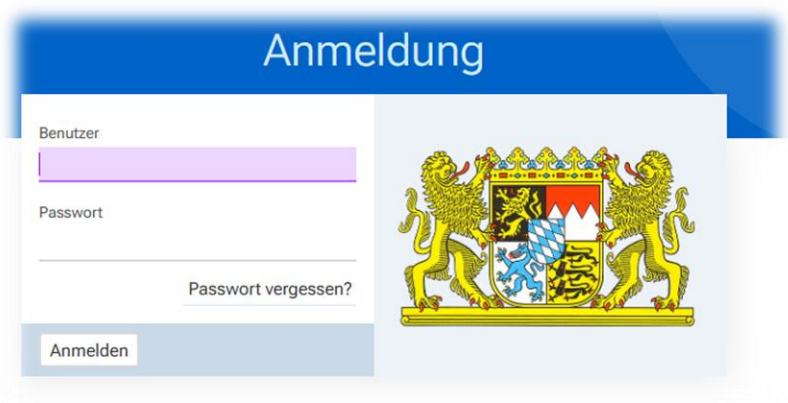 Anmeldung
Benutzer
Passwort
Passwort vergessen?
Anmelden